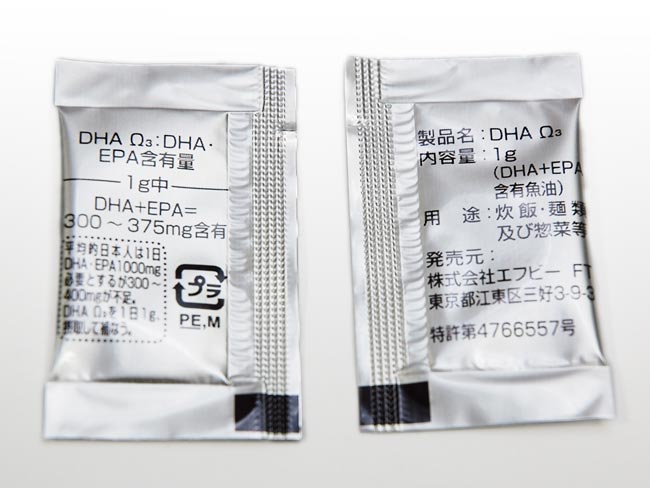 DHA Ω₃:DHA・
EPA含有量
1g中
DHA+EPA=
300～375mg含有
平均的日本人は1日
DHA・EPA1000mg
必要とするが300～
400mgが不足。
DHA Ω₃を1日1g
摂取して補なう。
プラ
PE,M
製品名:DHA Ω₃
内容量:1g
(DHA+EPA
含有魚油)
用 途:炊飯・麺類
及び惣菜等
発売元:
株式会社エフピー FT
東京都江東区三好3-9-3
特許第4766557号